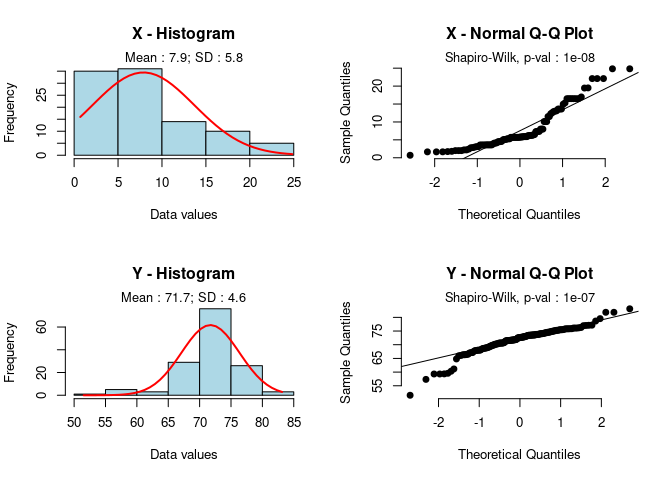 X - Histogram
Mean : 7.9; SD : 5.8
Frequency
25
10
0
0 5 10 15 20 25
Data values
X - Normal Q-Q Plot
Shapiro-Wilk, p-val : 1e-08
Sample Quantiles
20
10
0
-2 -1 0 1 2
Theoretical Quantiles
Y - Histogram
Mean : 71.7; SD : 4.6
Frequency
60
20
0
50 55 60 65 70 75 80 85
Data values
Y - Normal Q-Q Plot
Shapiro-Wilk, p-val : 1e-07
Sample Quantiles
75
65
55
-2 -1 0 1 2
Theoretical Quantiles